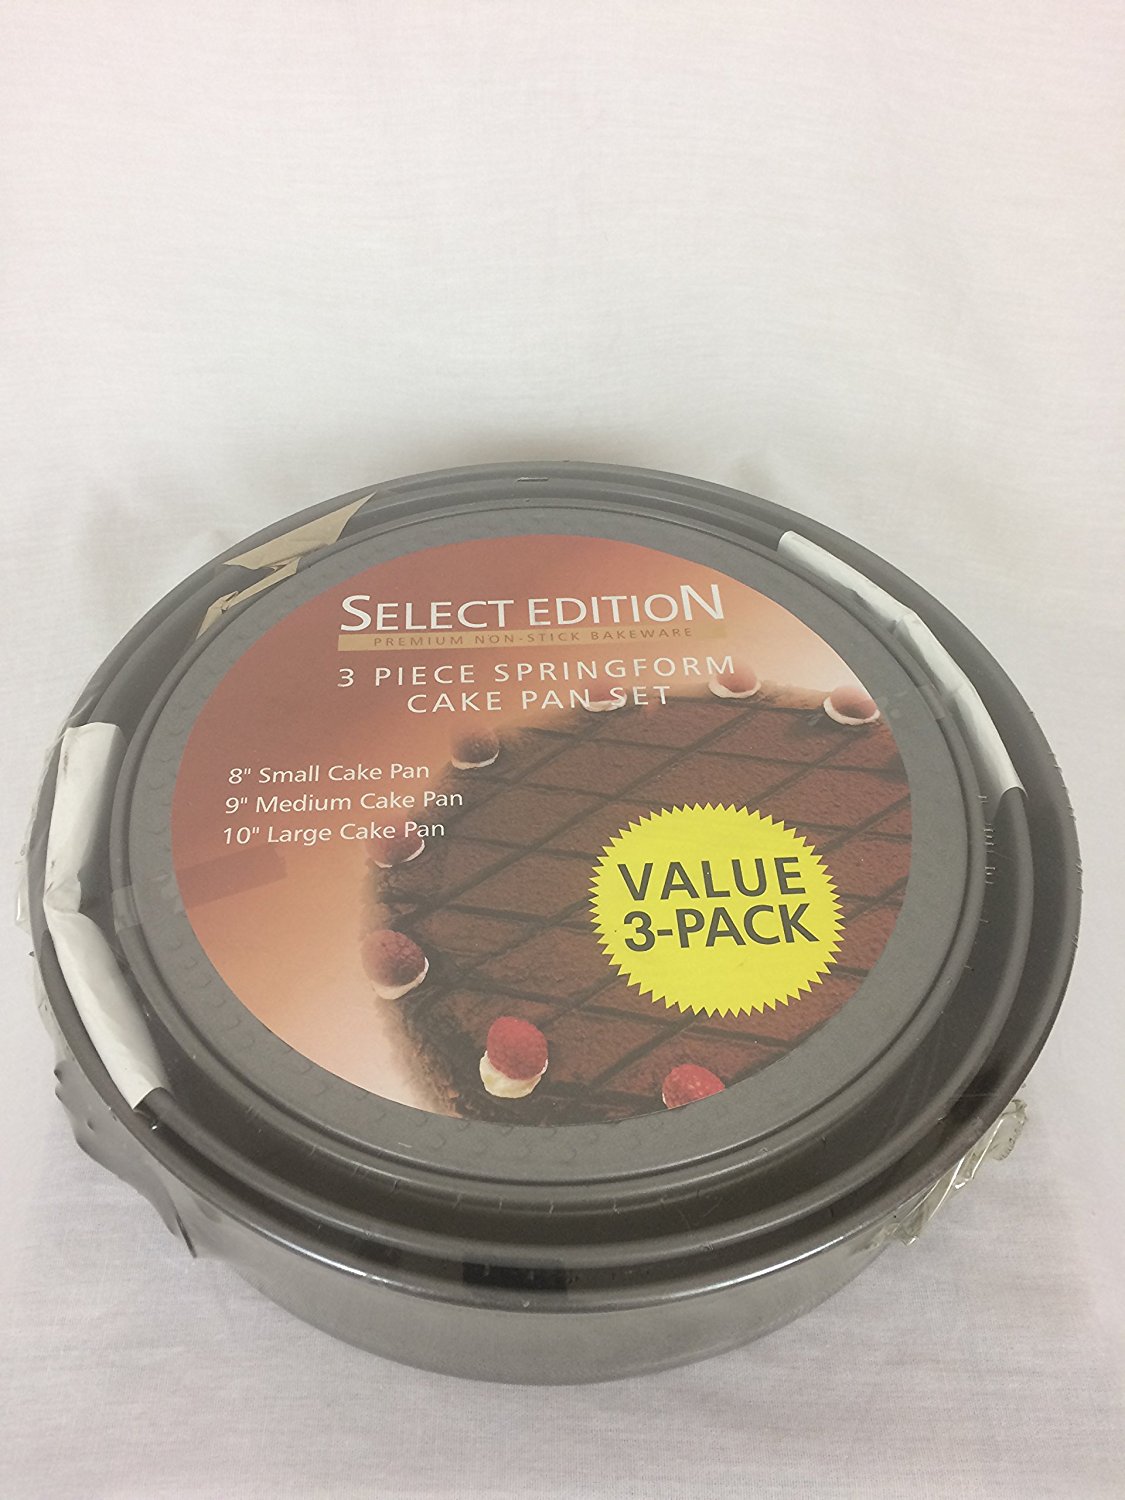 SELECT EDITION
PREMIUM NON-STICK BAKEWARE
3 PIECE SPRINGFORM
CAKE PAN SET
8" Small Cake Pan
9" Medium Cake Pan
10" Large Cake Pan
VALUE
3-PACK